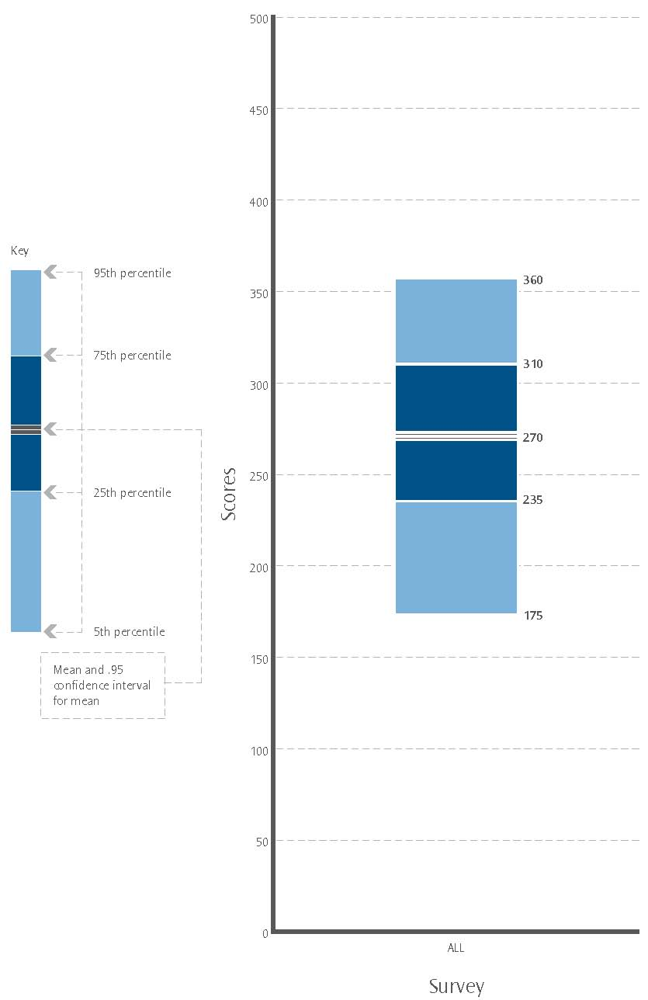 Key
95th percentile
75th percentile
25th percentile
5th percentile
Mean and .95
confidence interval
for mean
Scores
500
450
400
350
300
250
200
150
100
50
0
360
310
270
235
175
ALL
Survey